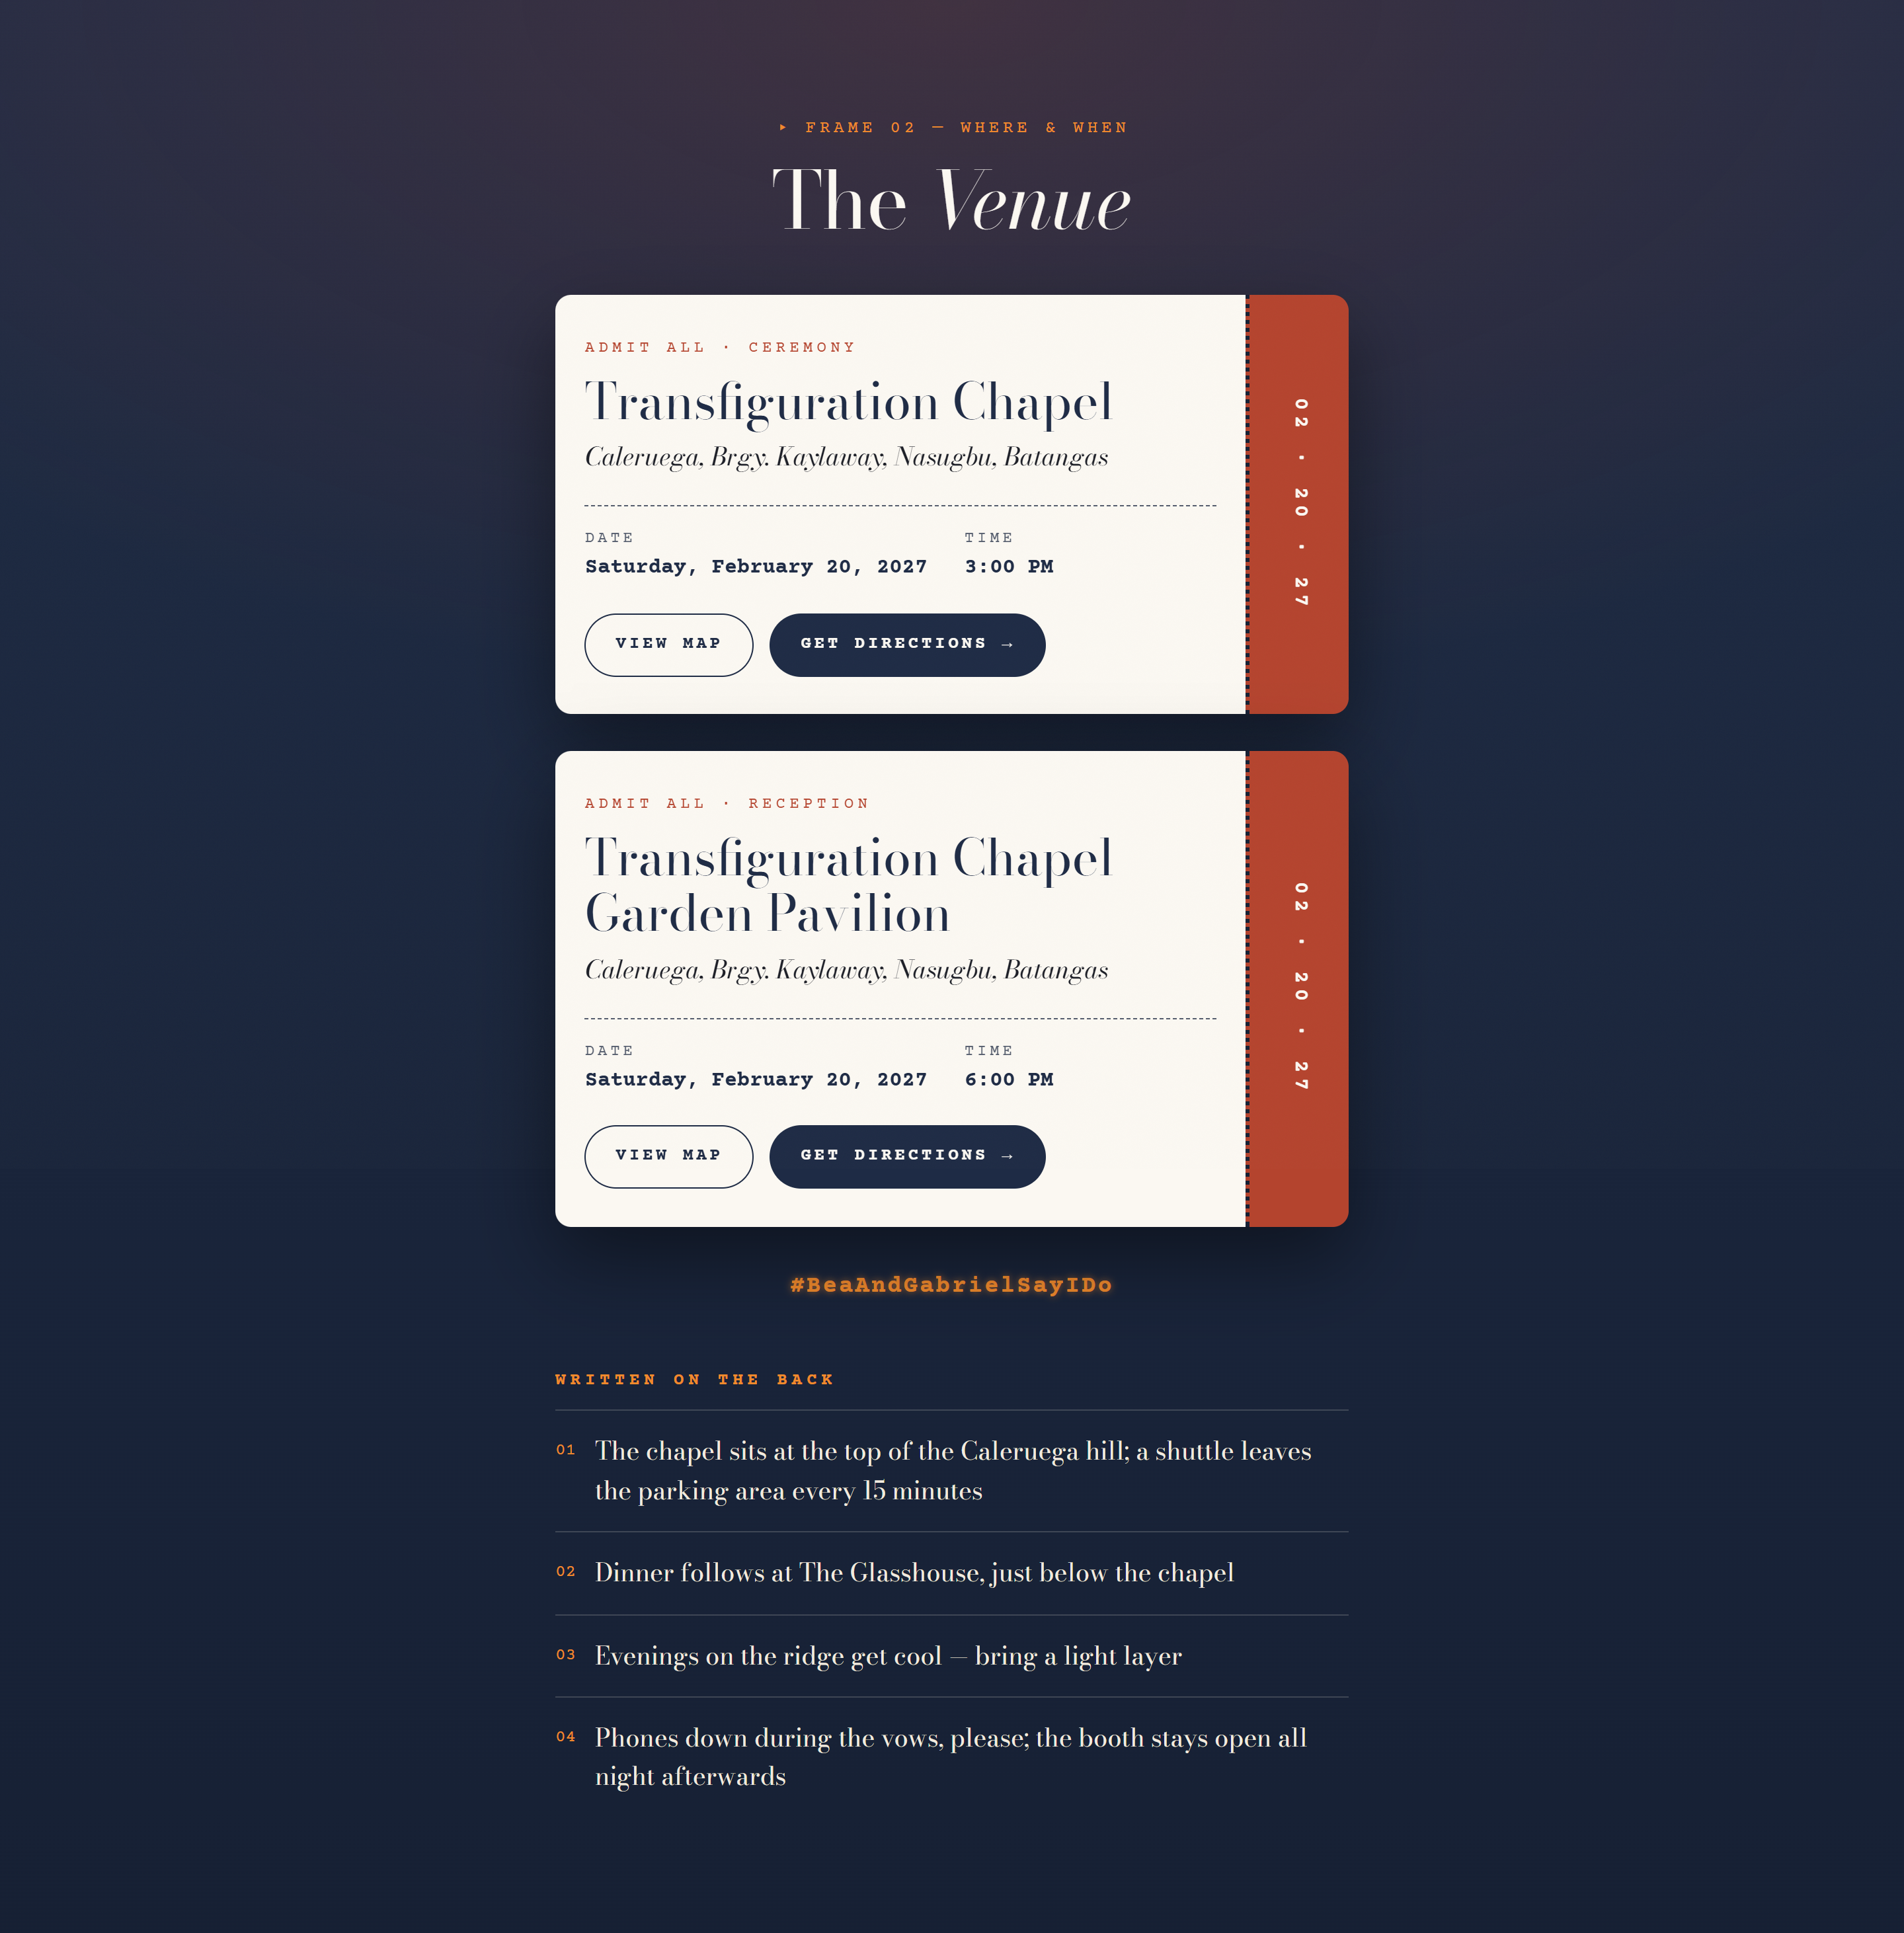 ▸ FRAME 02 — WHERE & WHEN
The Venue
ADMIT ALL · CEREMONY
Transfiguration Chapel
Caleruega, Brgy. Kaylaway, Nasugbu, Batangas
DATE
Saturday, February 20, 2027
TIME
3:00 PM
VIEW MAP
GET DIRECTIONS →
02 · 20 · 27
ADMIT ALL · RECEPTION
Transfiguration Chapel
Garden Pavilion
Caleruega, Brgy. Kaylaway, Nasugbu, Batangas
DATE
Saturday, February 20, 2027
TIME
6:00 PM
VIEW MAP
GET DIRECTIONS →
02 · 20 · 27
#BeaAndGabrielSayIDo
WRITTEN ON THE BACK
01 The chapel sits at the top of the Caleruega hill; a shuttle leaves
the parking area every 15 minutes
02 Dinner follows at The Glasshouse, just below the chapel
03 Evenings on the ridge get cool — bring a light layer
04 Phones down during the vows, please; the booth stays open all
night afterwards